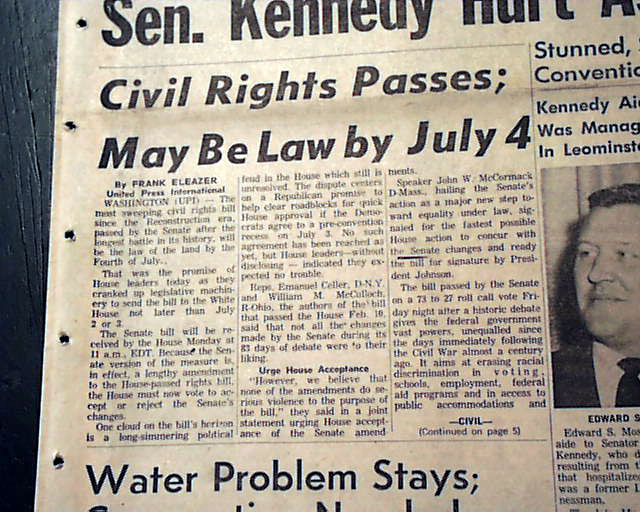 Sen. Kennedy Hurt
Civil Rights Passes;
May Be Law by July 4
By FRANK ELEAZER
United Press International
WASHINGTON (UPI) — The
most sweeping civil rights bill
since the Reconstruction era,
passed by the Senate after the
longest battle in its history, will
be the law of the land by the
Fourth of July.
That was the promise of
House leaders today as they
cranked up legislative machin-
ery to send the bill to the White
House not later than July
2 or 3.
The Senate bill will be re-
ceived by the House Monday at
11 a.m., EDT. Because the Sen-
ate version of the measure is,
in effect, a lengthy amendment
to the House-passed rights bill,
the House must now vote to ac-
cept or reject the Senate's
changes.
One cloud on the bill's horizon
is a long-simmering political
feud in the House which still is
unresolved. The dispute centers
on a Republican promise to
help clear roadblocks for quick
House approval if the Demo-
crats agree to a pre-convention
recess on July 3. No such
agreement has been reached as
yet, but House leaders—without
disclosing — indicated they ex-
pected no trouble.
Reps. Emanuel Celler, D-N.Y.
and William M. McCulloch,
R-Ohio, the authors of the bill
that passed the House Feb. 10,
said that not all the changes
made by the Senate during its
83 days of debate were to their
liking.
Urge House Acceptance
"However, we believe that
none of the amendments do se-
rious violence to the purpose of
the bill," they said in a joint
statement urging House accept-
ance of the Senate amend-
ments.
Speaker John W. McCormack
D-Mass., hailing the Senate's
action as a major new step to-
ward equality under law, sig-
naled for the fastest possible
House action to concur with
the Senate changes and ready
the bill for signature by Presi-
dent Johnson.
The bill passed by the Senate
on a 73 to 27 roll call vote Fri-
day night after a historic debate
gives the federal government
vast powers, unequalled since
the days immediately following
the Civil War almost a century
ago. It aims at erasing racial
discrimination in voting,
schools, employment, federal
aid programs and in access to
public accommodations and
—CIVIL—
(Continued on page 5)
Stunned,
Kennedy
Was
In
EDWARD
Edward S.
aide to Senator
Kennedy, who
resulting from
that hospitalized
was a former
nessman.
Water Problem Stays;